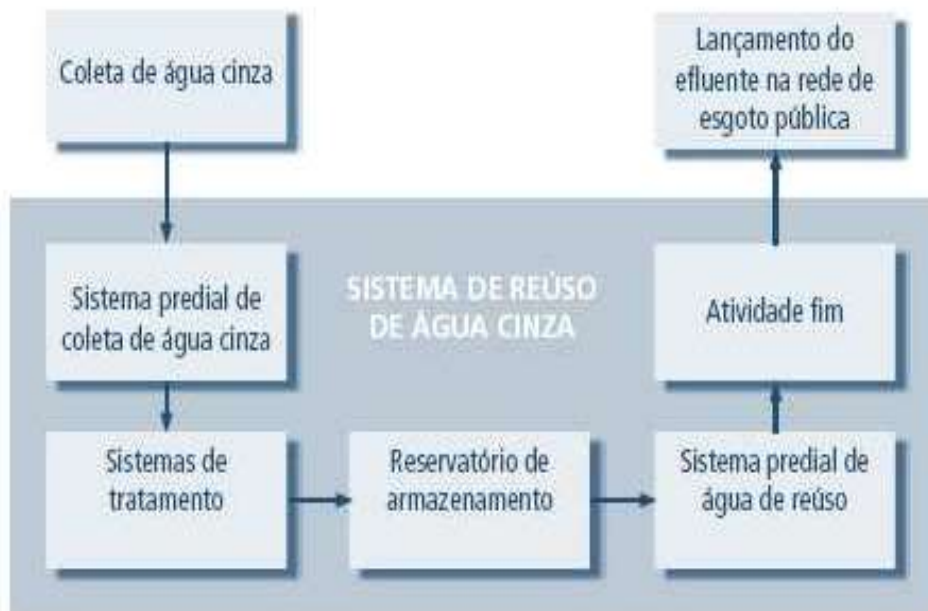 Coleta de água cinza
Lançamento do
efluente na rede de
esgoto pública
Sistema predial de
coleta de água cinza
SISTEMA DE REÚSO
DE ÁGUA CINZA
Atividade fim
Sistemas de
tratamento
Reservatório de
armazenamento
Sistema predial de
água de reúso